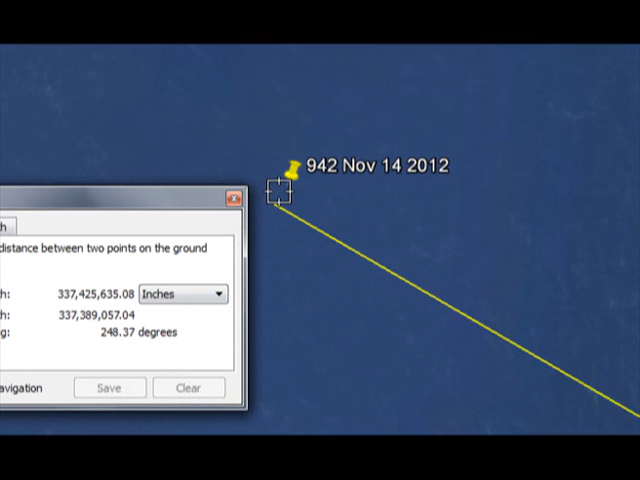 942 Nov 14 2012
h
distance between two points on the ground
h: 337,425,635.08 Inches
h: 337,389,057.04
g: 248.37 degrees
avigation Save Clear